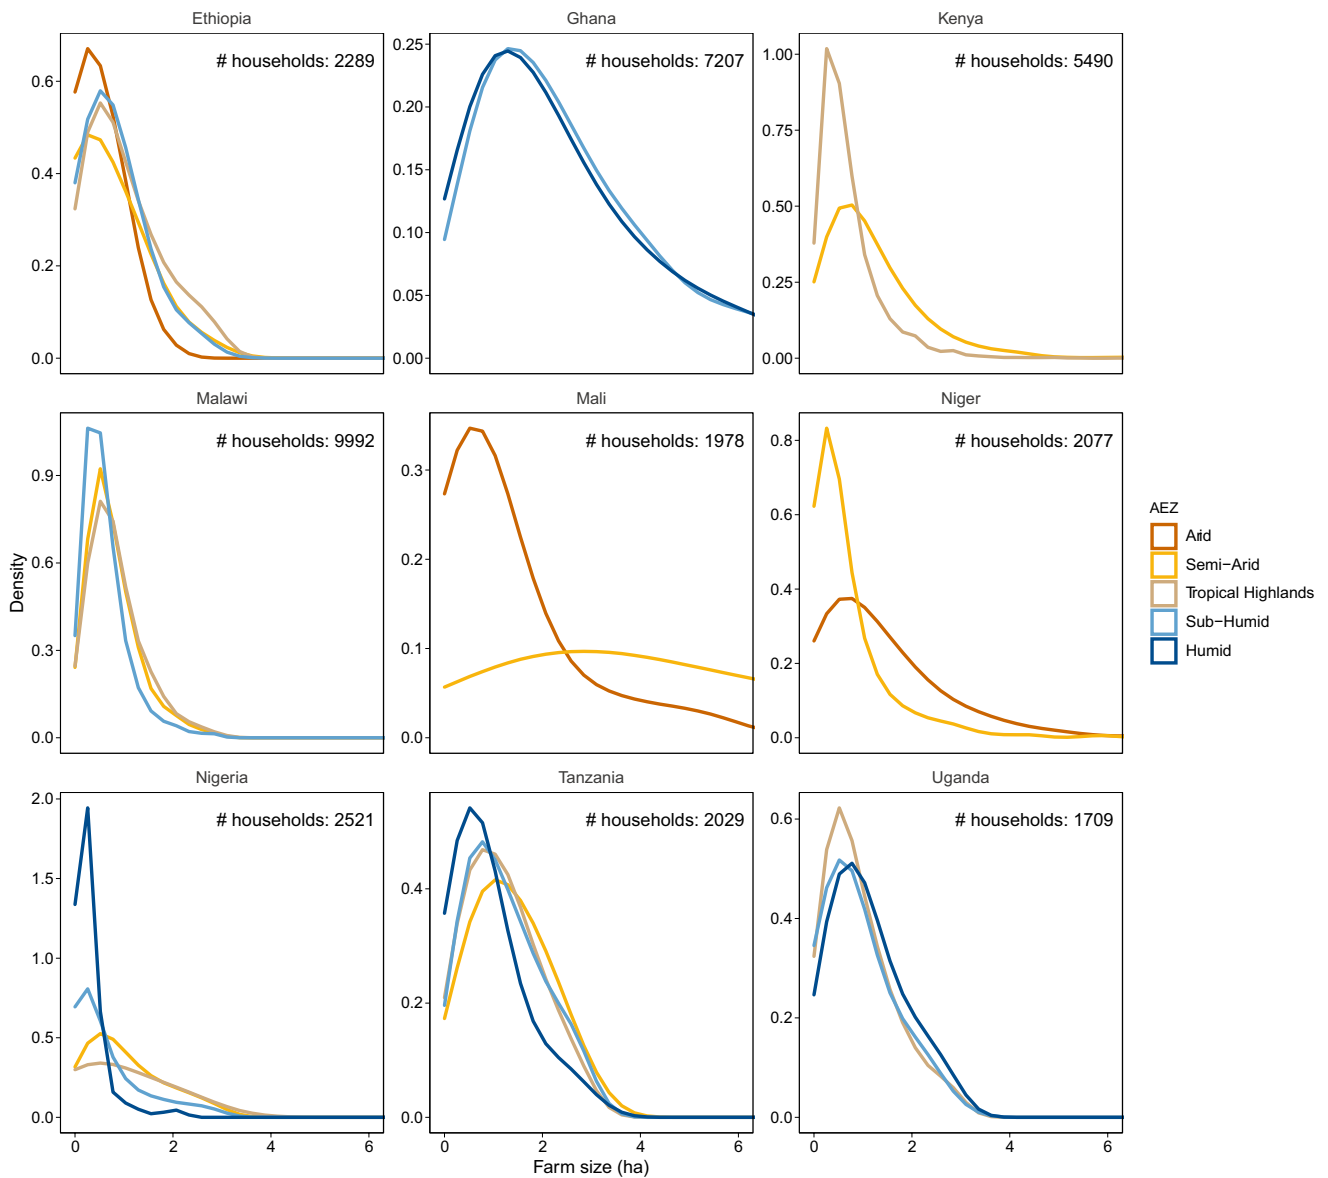 Ethiopia Ghana Kenya
# households: 2289 # households: 7207 # households: 5490
0.6
0.4
0.2
0.0
0.25
0.20
0.15
0.10
0.05
0.00
1.00
0.75
0.50
0.25
0.00
Malawi Mali Niger
# households: 9992 # households: 1978 # households: 2077
0.9
0.6
0.3
0.0
0.3
0.2
0.1
0.0
0.8
0.6
0.4
0.2
0.0
Density
AEZ
Arid
Semi−Arid
Tropical Highlands
Sub−Humid
Humid
Nigeria Tanzania Uganda
# households: 2521 # households: 2029 # households: 1709
2.0
1.5
1.0
0.5
0.0
0.4
0.2
0.0
0.6
0.4
0.2
0.0
0 2 4 6 0 2 4 6 0 2 4 6
Farm size (ha)